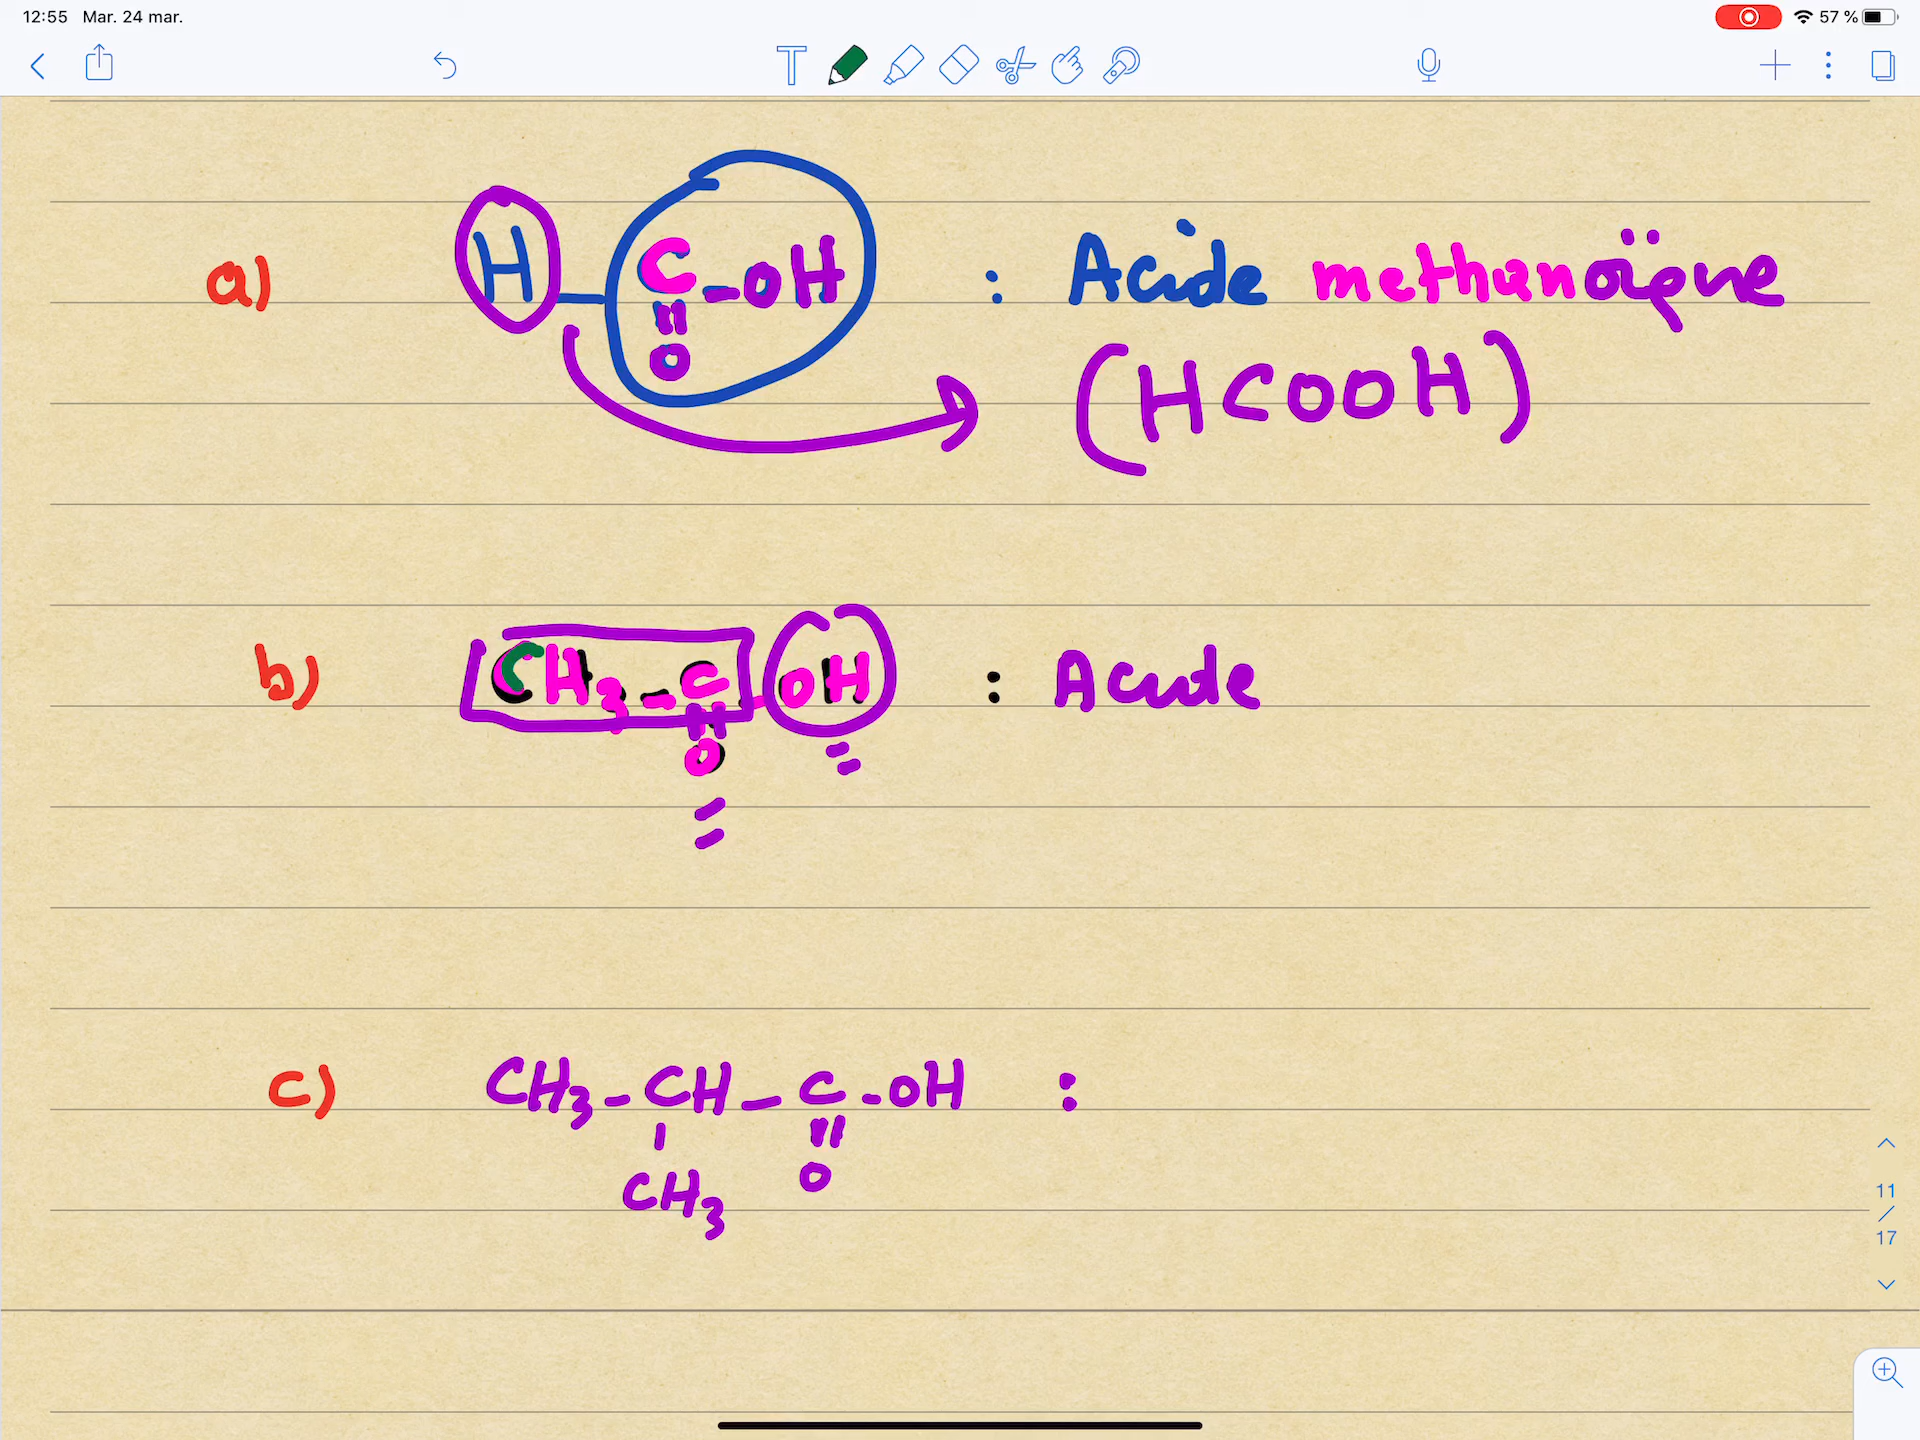 12:55 Mar. 24 mar. 57 %
T
a) H-C-OH : Acide methanoïque
O
(HCOOH)
b) CH3-C-OH : Acide
O
c) CH3-CH-C-OH :
CH3 O
11
/
17